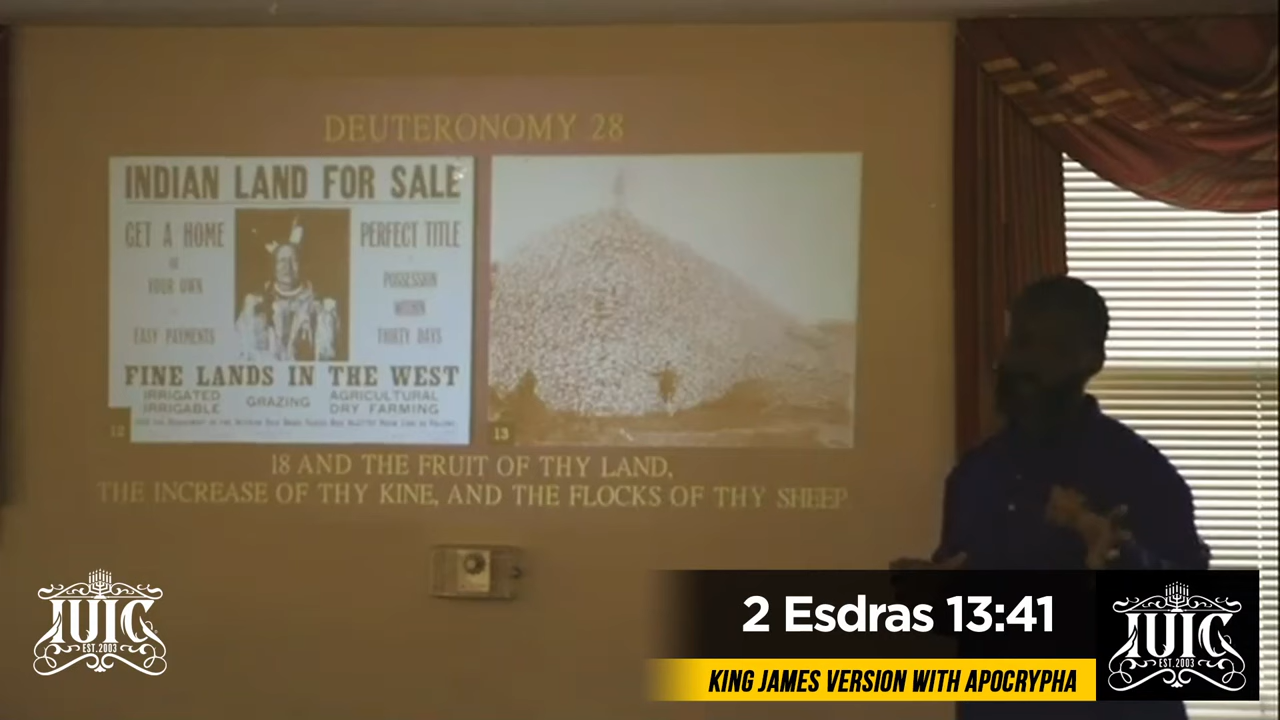 DEUTERONOMY 28
INDIAN LAND FOR SALE
GET A HOME
OF
YOUR OWN
EASY PAYMENTS
PERFECT TITLE
POSSESSION
WITHIN
THIRTY DAYS
FINE LANDS IN THE WEST
IRRIGATED
IRRIGABLE
GRAZING
AGRICULTURAL
DRY FARMING
12
13
18 AND THE FRUIT OF THY LAND,
THE INCREASE OF THY KINE, AND THE FLOCKS OF THY SHEEP.
IUIC
EST. 2003
2 Esdras 13:41
KING JAMES VERSION WITH APOCRYPHA
IUIC
EST. 2003